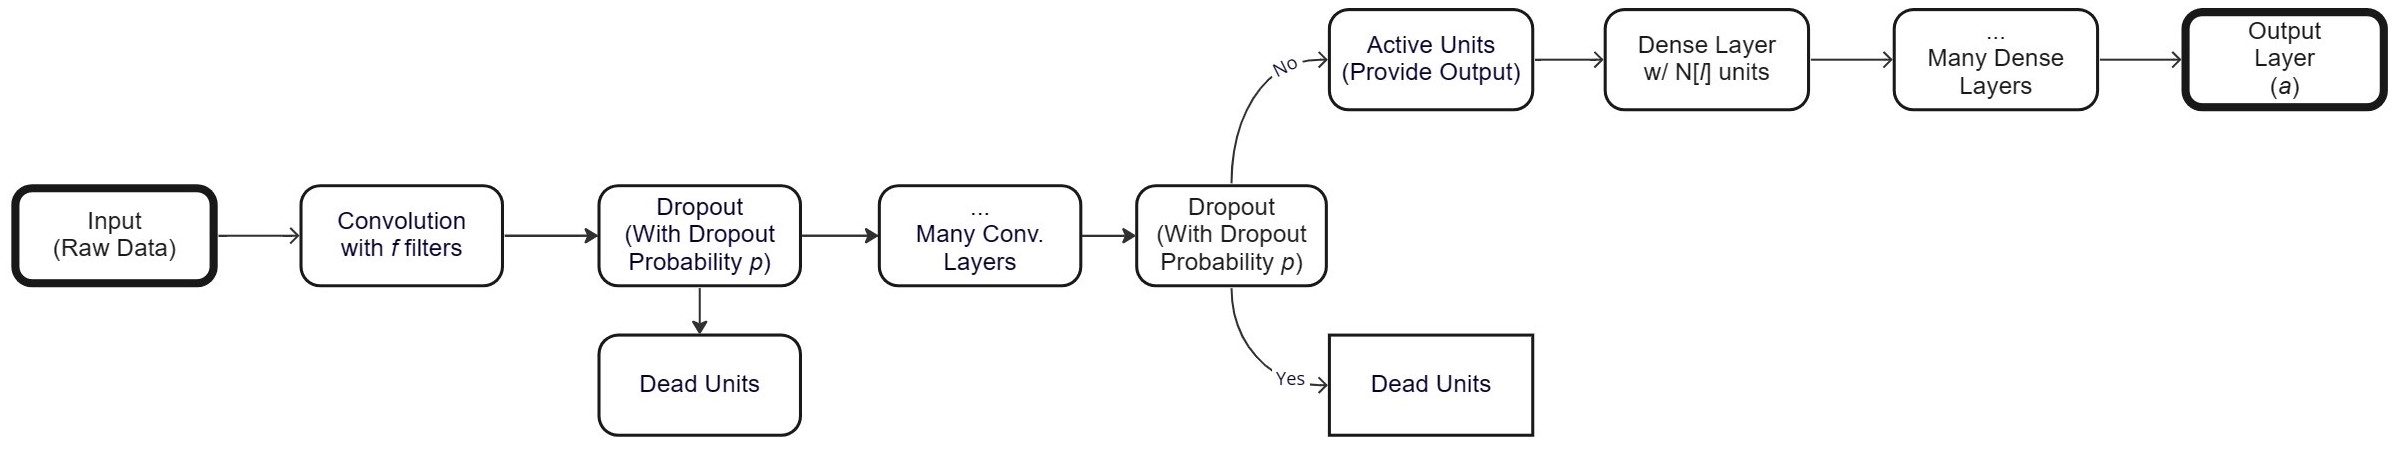 Input
(Raw Data)
Convolution
with f filters
Dropout
(With Dropout
Probability p)
Dead Units
...
Many Conv.
Layers
Dropout
(With Dropout
Probability p)
No
Active Units
(Provide Output)
Dense Layer
w/ N[l] units
...
Many Dense
Layers
Output
Layer
(a)
Yes
Dead Units